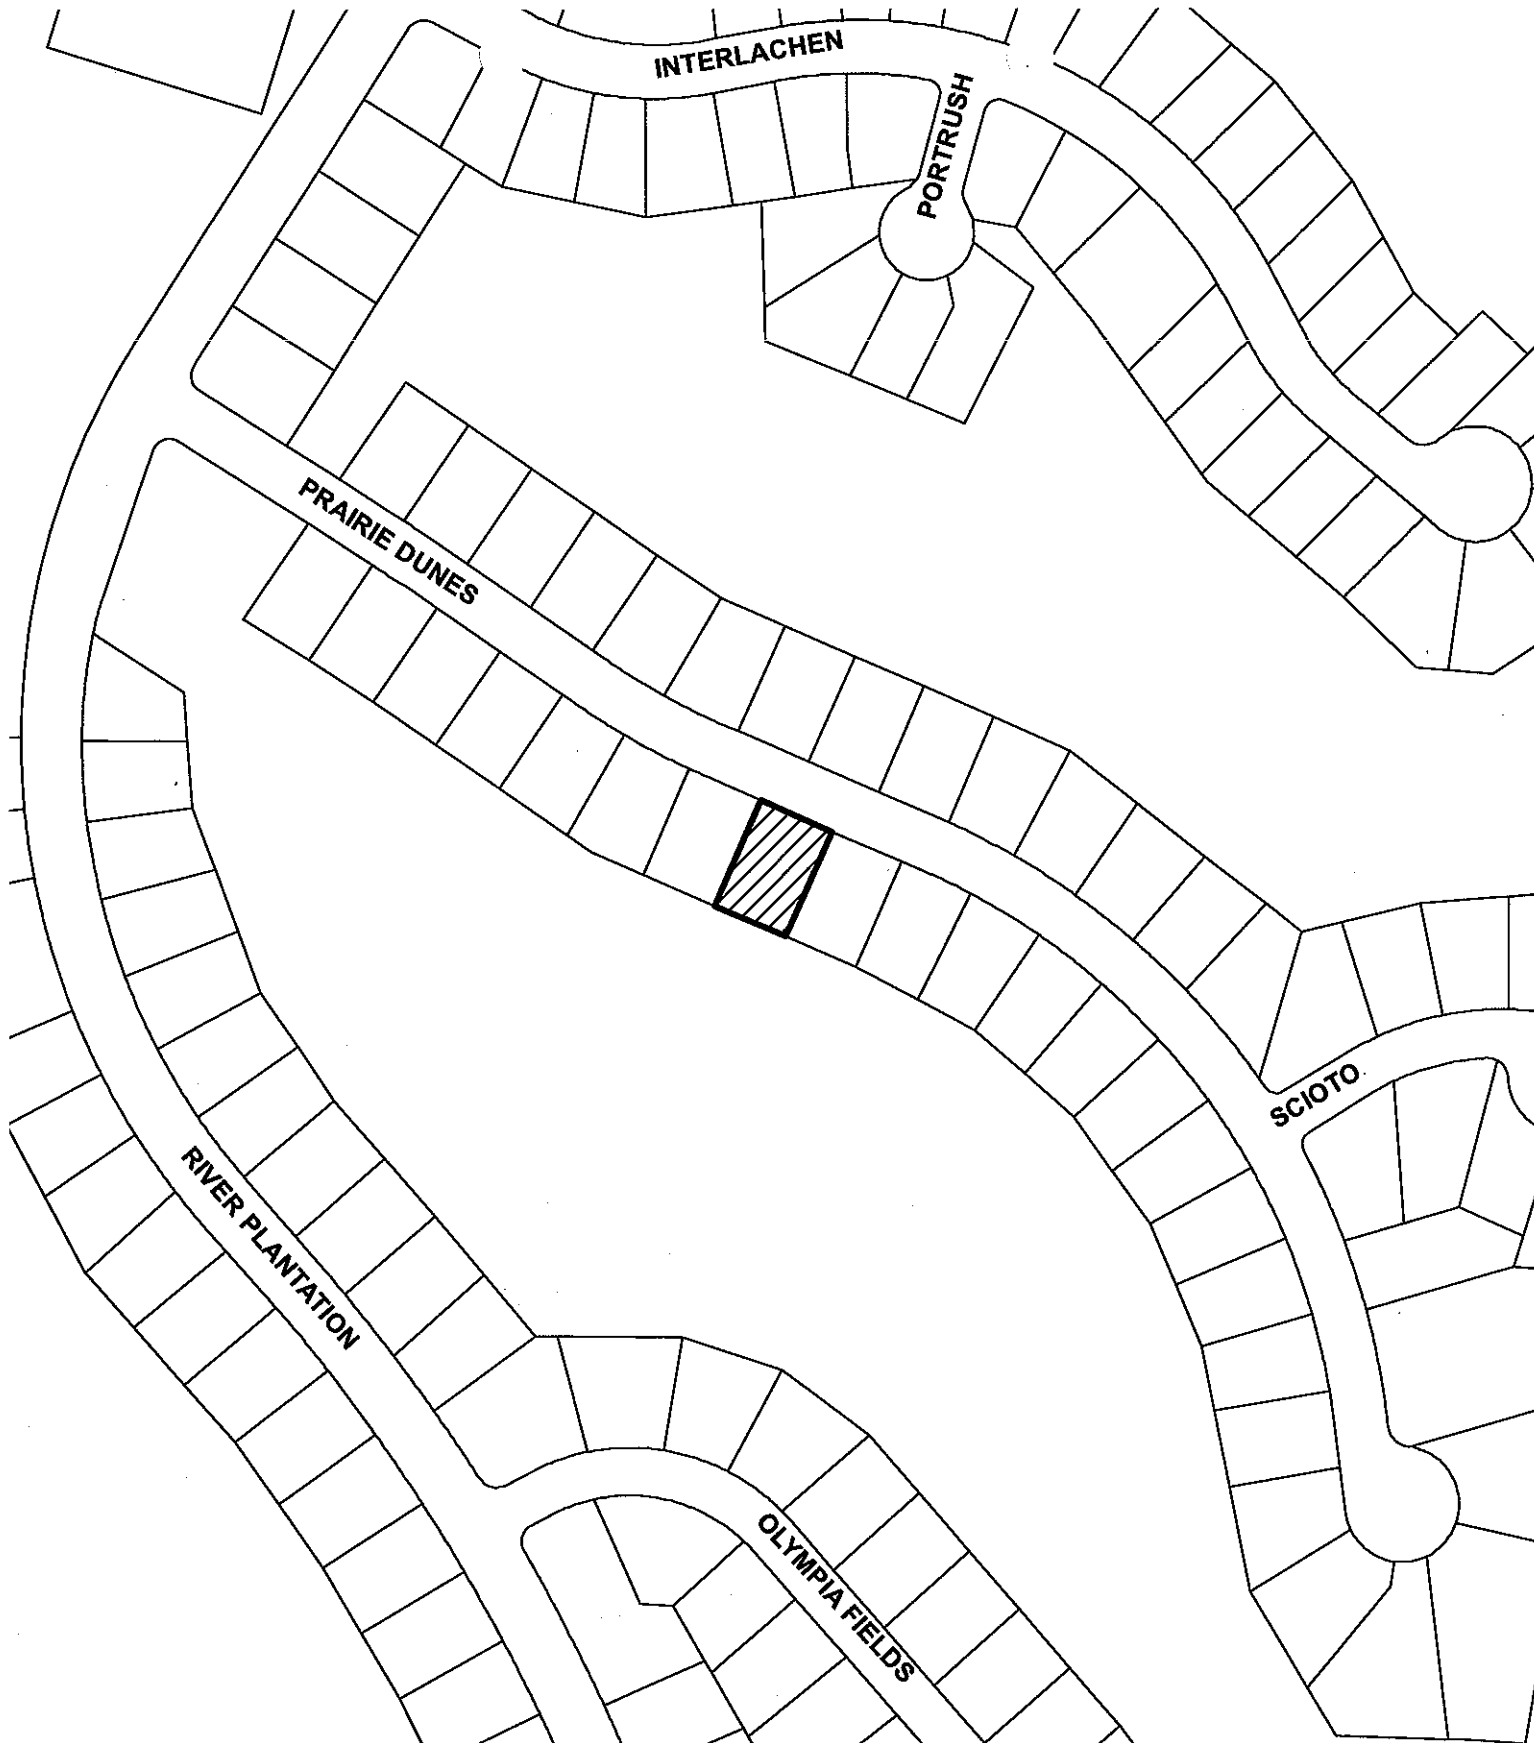 INTERLACHEN
PORTRUSH
PRAIRIE DUNES
SCIOTO
RIVER PLANTATION
OLYMPIA FIELDS